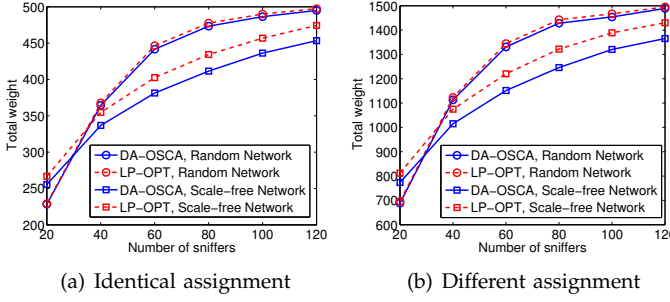 500
450
400
350
300
250
200
Total weight
DA-OSCA, Random Network
LP-OPT, Random Network
DA-OSCA, Scale-free Network
LP-OPT, Scale-free Network
20 40 60 80 100 120
Number of sniffers
(a) Identical assignment
1500
1400
1300
1200
1100
1000
900
800
700
600
Total weight
DA-OSCA, Random Network
LP-OPT, Random Network
DA-OSCA, Scale-free Network
LP-OPT, Scale-free Network
20 40 60 80 100 120
Number of sniffers
(b) Different assignment